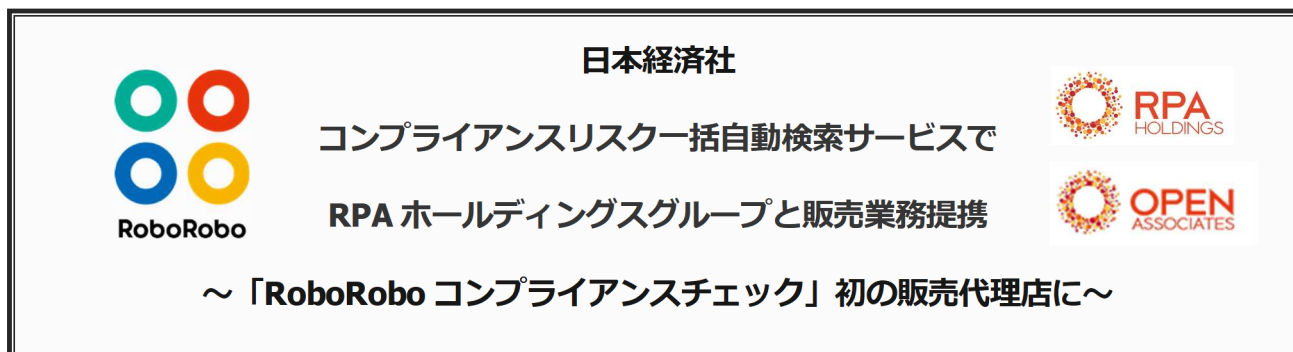 日本経済社
コンプライアンスリスク一括自動検索サービスで
RPA ホールディングスグループと販売業務提携
～「RoboRobo コンプライアンスチェック」初の販売代理店に～
RoboRobo
RPA
HOLDINGS
OPEN
ASSOCIATES